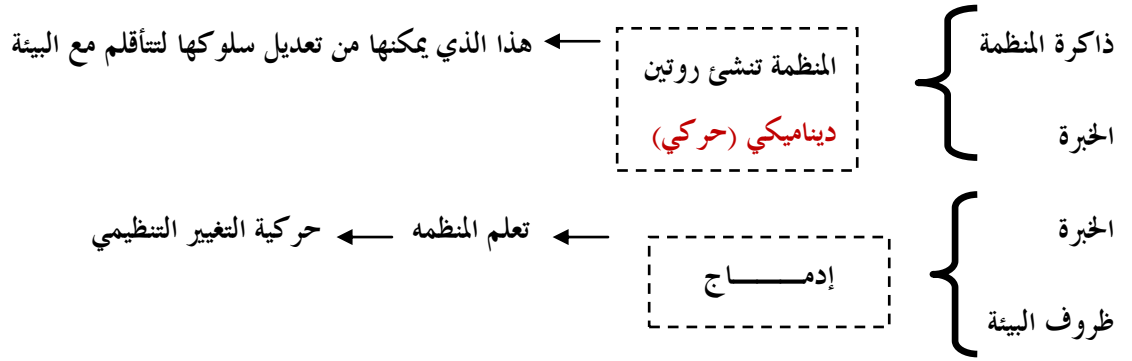 ذاكرة المنظمة
الخبرة
المنظمة تنشئ روتين
ديناميكي (حركي)
هذا الذي يمكنها من تعديل سلوكها لتتأقلم مع البيئة
الخبرة
ظروف البيئة
إدمــــــــاج
تعلم المنظمه
حركية التغيير التنظيمي